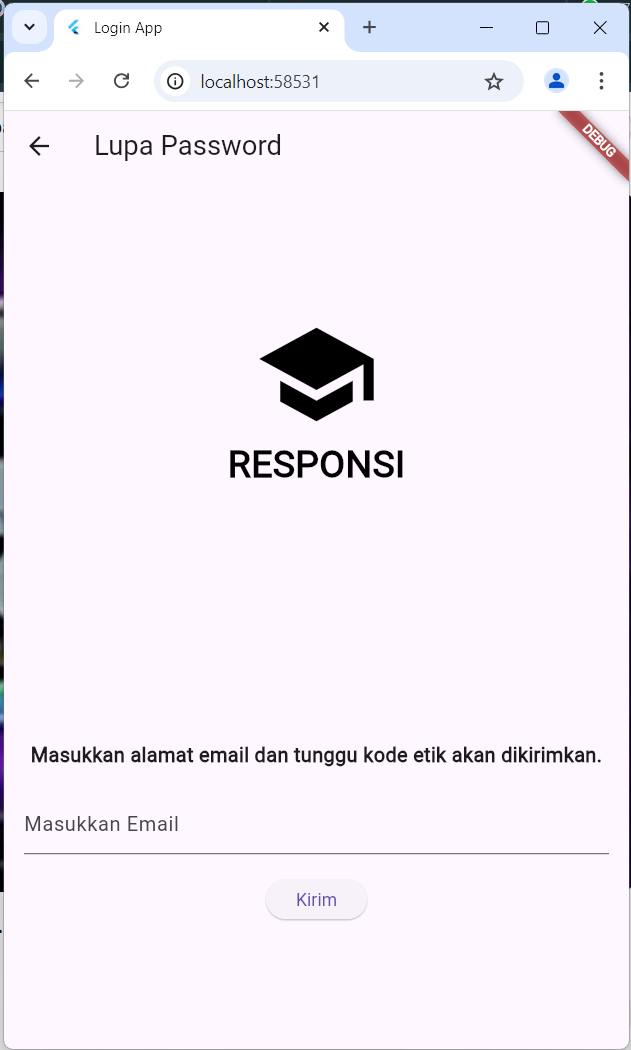 Login App
localhost:58531
Lupa Password
DEBUG
RESPONSI
Masukkan alamat email dan tunggu kode etik akan dikirimkan.
Masukkan Email
Kirim